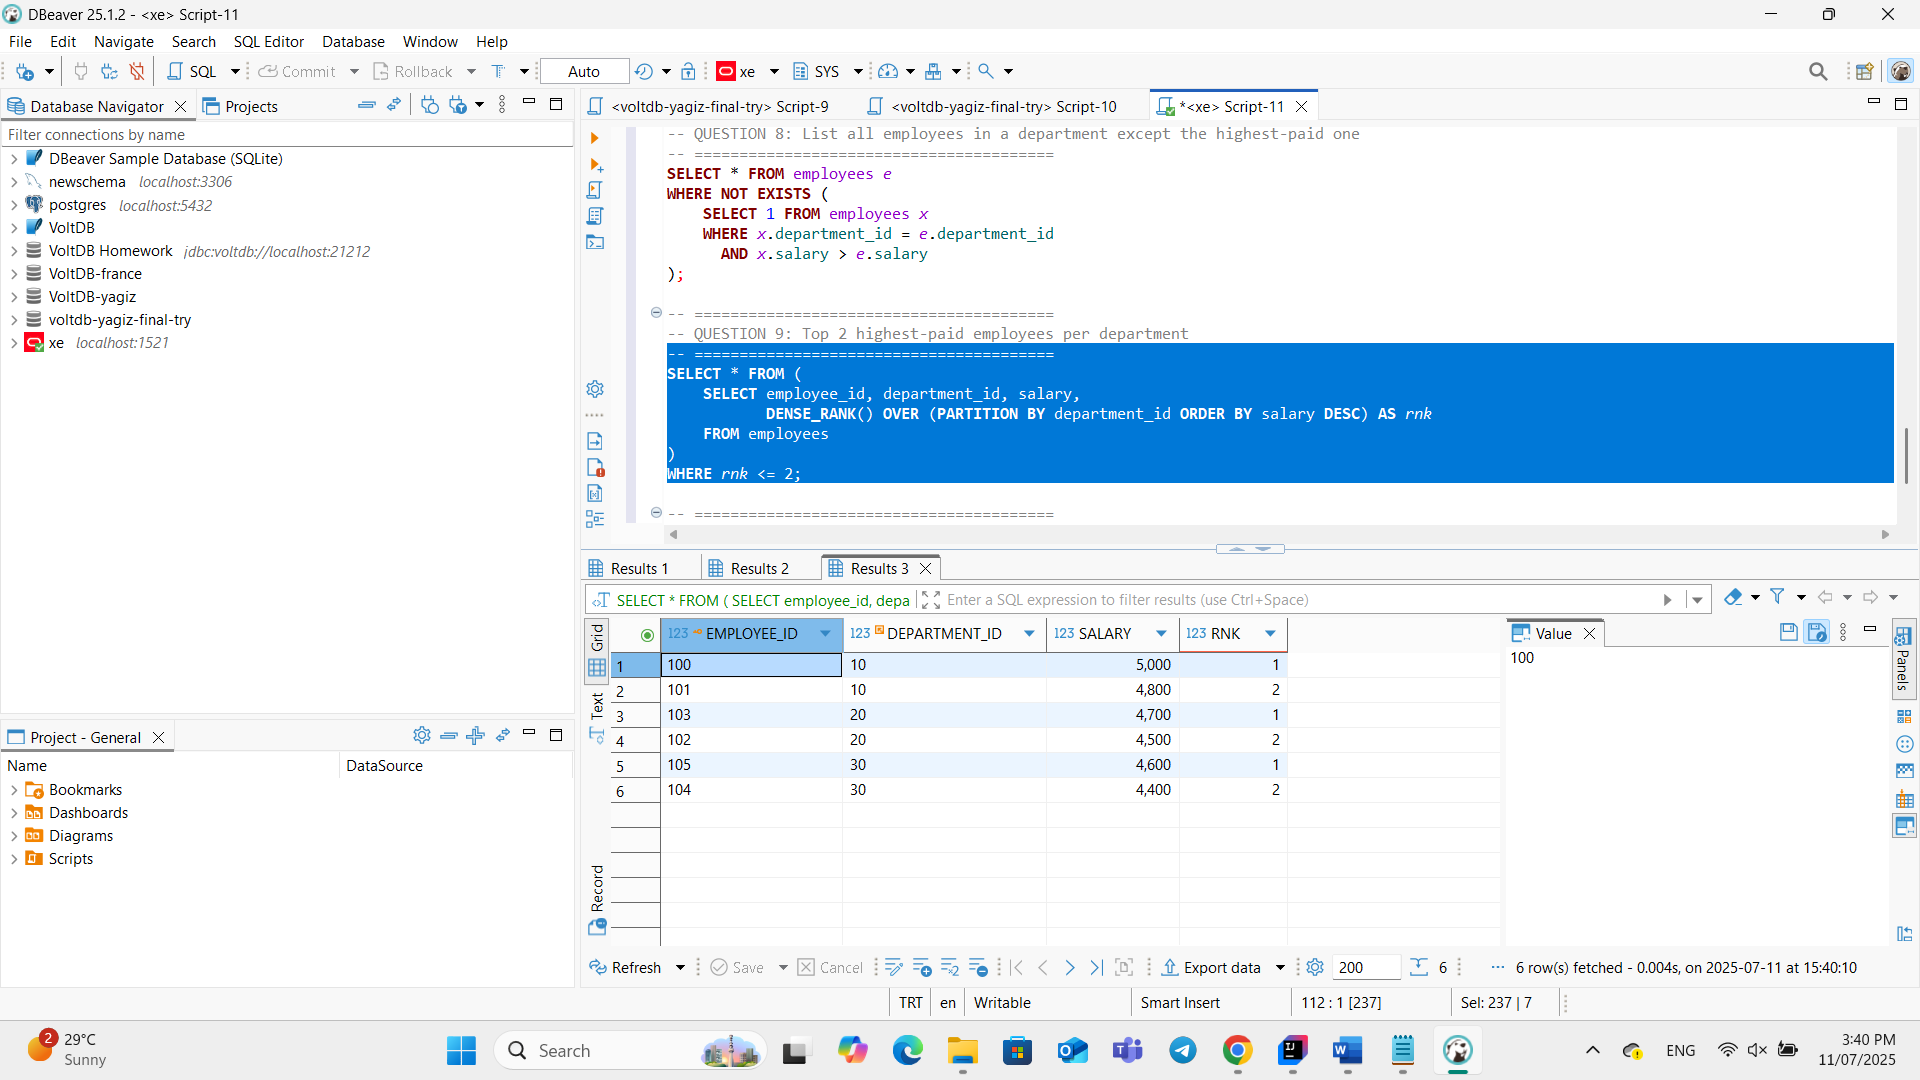 DBeaver 25.1.2 - <xe> Script-11
File Edit Navigate Search SQL Editor Database Window Help
SQL Commit Rollback T Auto xe SYS
Database Navigator Projects
<voltdb-yagiz-final-try> Script-9 <voltdb-yagiz-final-try> Script-10 *<xe> Script-11
Filter connections by name
DBeaver Sample Database (SQLite)
newschema localhost:3306
postgres localhost:5432
VoltDB
VoltDB Homework jdbc:voltdb://localhost:21212
VoltDB-france
VoltDB-yagiz
voltdb-yagiz-final-try
xe localhost:1521
-- QUESTION 8: List all employees in a department except the highest-paid one
-- ========================================
SELECT * FROM employees e
WHERE NOT EXISTS (
SELECT 1 FROM employees x
WHERE x.department_id = e.department_id
AND x.salary > e.salary
);
-- ========================================
-- QUESTION 9: Top 2 highest-paid employees per department
-- ========================================
SELECT * FROM (
SELECT employee_id, department_id, salary,
DENSE_RANK() OVER (PARTITION BY department_id ORDER BY salary DESC) AS rnk
FROM employees
)
WHERE rnk <= 2;
-- ========================================
Results 1 Results 2 Results 3
SELECT * FROM ( SELECT employee_id, depa Enter a SQL expression to filter results (use Ctrl+Space)
Grid
Text
Record
123 EMPLOYEE_ID 123 DEPARTMENT_ID 123 SALARY 123 RNK
1 100 10 5,000 1
2 101 10 4,800 2
3 103 20 4,700 1
4 102 20 4,500 2
5 105 30 4,600 1
6 104 30 4,400 2
Value
100
Panels
Project - General
Name DataSource
Bookmarks
Dashboards
Diagrams
Scripts
Refresh Save Cancel Export data 200 6 6 row(s) fetched - 0.004s, on 2025-07-11 at 15:40:10
TRT en Writable Smart Insert 112 : 1 [237] Sel: 237 | 7
2 29°C
Sunny
Search
ENG
3:40 PM
11/07/2025